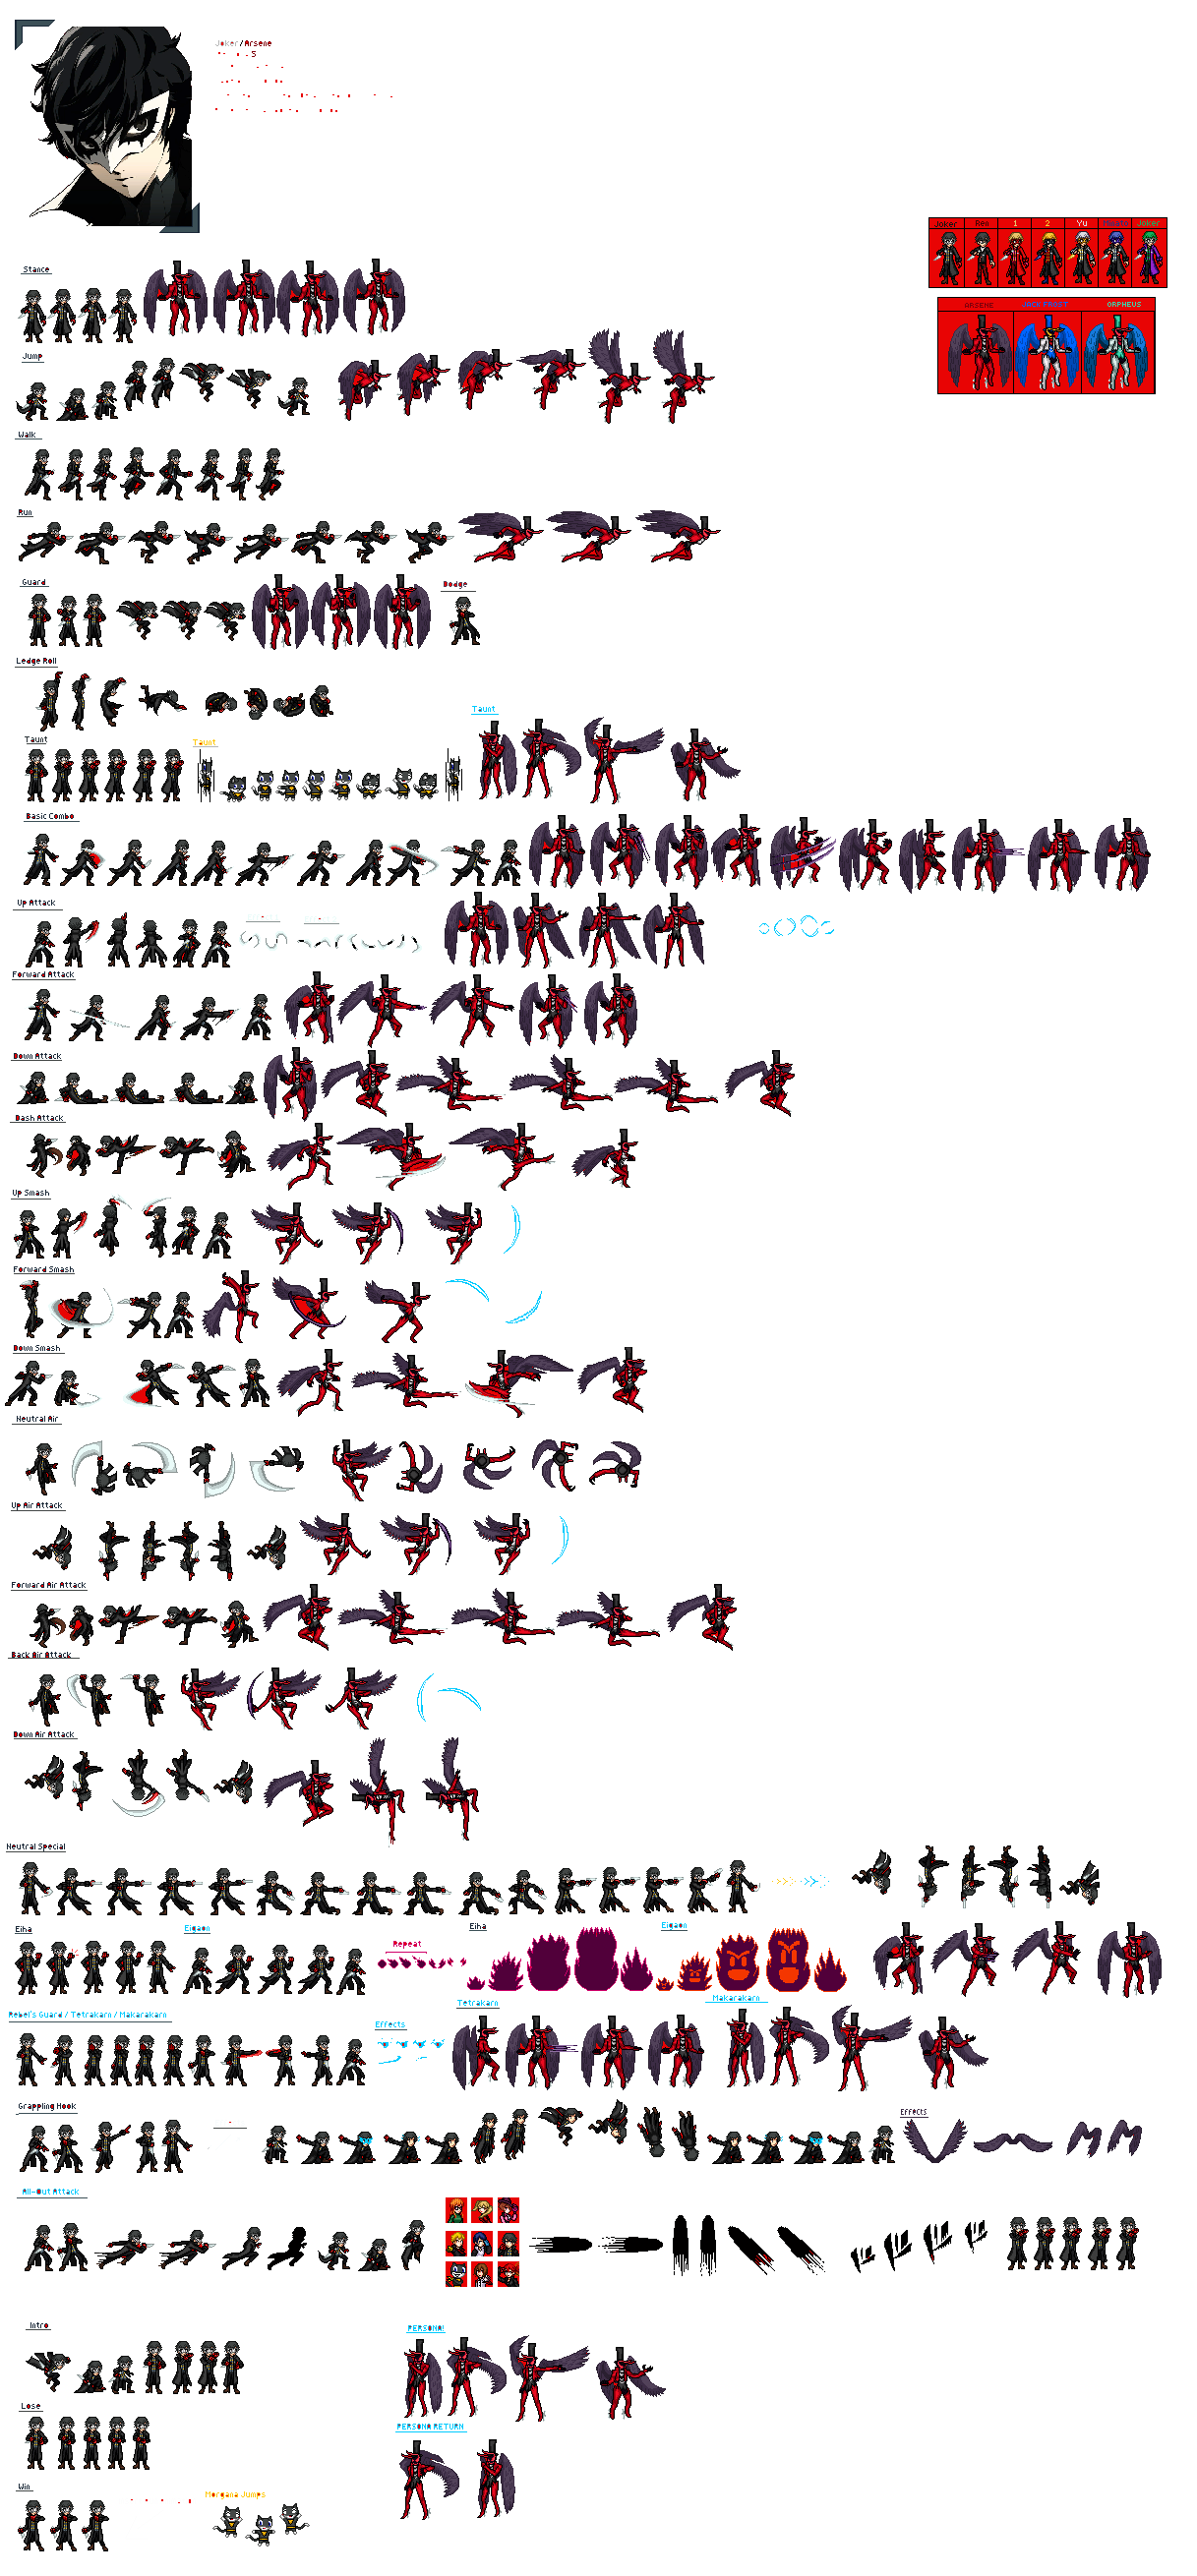 Joker/Arsene
5
Joker Ren 1 2 Yu Joker
ARSENE ORPHEUS
Stance
Jump
Walk
Run
Guard
Dodge
Ledge Roll
Taunt
Taunt
Taunt
Basic Combo
Up Attack
Forward Attack
Down Attack
Dash Attack
Up Smash
Forward Smash
Down Smash
Neutral Air
Up Air Attack
Forward Air Attack
Back Air Attack
Down Air Attack
Neutral Special
Eiha
Eigaon
Repeat
Eiha
Eigaon
Rebel's Guard / Tetrakarn / Makarakarn
Effects
Tetrakarn
Makarakarn
Grappling Hook
Effects
All-Out Attack
Intro
PERSONA!
Lose
PERSONA RETURN
Win
Morgana Jumps